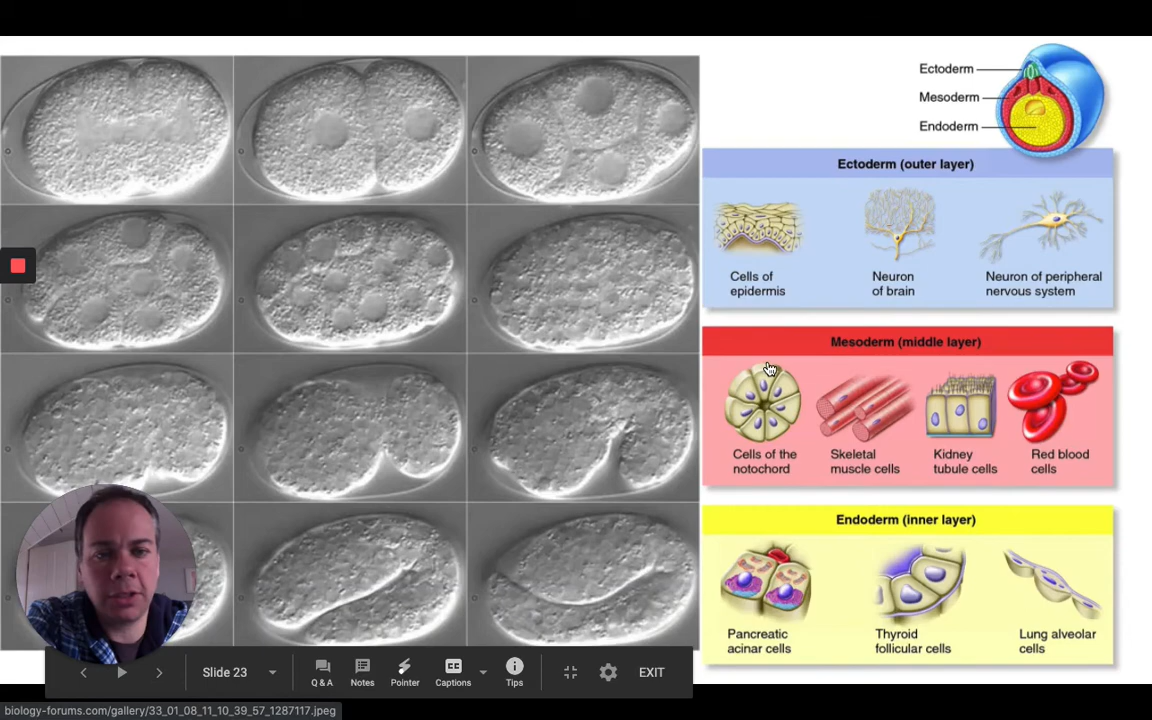 Ectoderm
Mesoderm
Endoderm
Ectoderm (outer layer)
Cells of
epidermis
Neuron
of brain
Neuron of peripheral
nervous system
Mesoderm (middle layer)
Cells of the
notochord
Skeletal
muscle cells
Kidney
tubule cells
Red blood
cells
Endoderm (inner layer)
Pancreatic
acinar cells
Thyroid
follicular cells
Lung alveolar
cells
Slide 23
Q & A
Notes
Pointer
CC
Captions
Tips
EXIT
biology-forums.com/gallery/33_01_08_11_10_39_57_1287117.jpeg